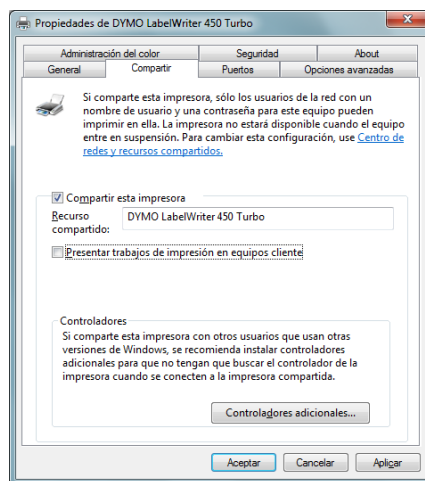 Propiedades de DYMO LabelWriter 450 Turbo
Administración del color Seguridad About
General Compartir Puertos Opciones avanzadas
Si comparte esta impresora, sólo los usuarios de la red con un
nombre de usuario y una contraseña para este equipo pueden
imprimir en ella. La impresora no estará disponible cuando el equipo
entre en suspensión. Para cambiar esta configuración, use Centro de
redes y recursos compartidos.
Compartir esta impresora
Recurso
compartido:
DYMO LabelWriter 450 Turbo
Presentar trabajos de impresión en equipos cliente
Controladores
Si comparte esta impresora con otros usuarios que usan otras
versiones de Windows, se recomienda instalar controladores
adicionales para que no tengan que buscar el controlador de la
impresora cuando se conecten a la impresora compartida.
Controladores adicionales...
Aceptar Cancelar Aplicar